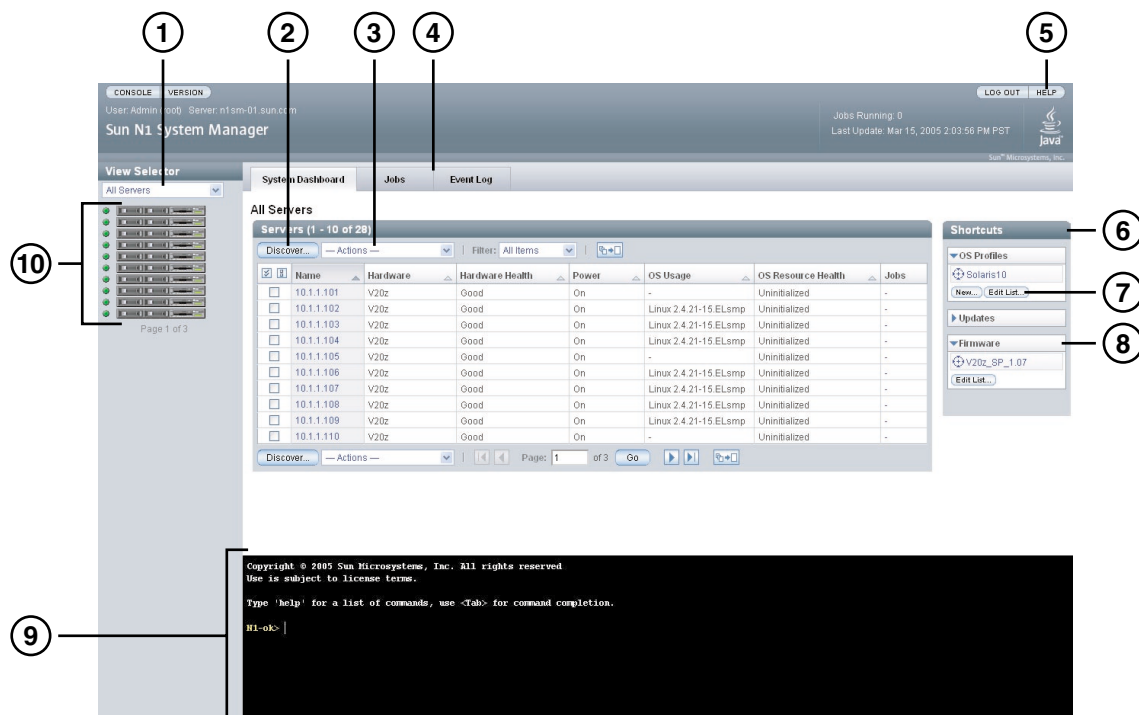 1 2 3 4 5
CONSOLE VERSION LOG OUT HELP
User: Admin (root) Server: n1sm-01.sun.com Jobs Running: 0
Sun N1 System Manager Last Update: Mar 15, 2005 2:03:56 PM PST
Java
Sun™ Microsystems, Inc.
View Selector
System Dashboard Jobs Event Log
All Servers
All Servers
Servers (1 - 10 of 28) Shortcuts 6
Discover... — Actions — Filter: All Items OS Profiles
10 Name Hardware Hardware Health Power OS Usage OS Resource Health Jobs Solaris10
10.1.1.101 V20z Good On - Uninitialized - New... Edit List... 7
10.1.1.102 V20z Good On Linux 2.4.21-15.ELsmp Uninitialized -
10.1.1.103 V20z Good On Linux 2.4.21-15.ELsmp Uninitialized - Updates
Page 1 of 3
10.1.1.104 V20z Good On Linux 2.4.21-15.ELsmp Uninitialized - Firmware 8
10.1.1.105 V20z Good On - Uninitialized - V20z_SP_1.07
10.1.1.106 V20z Good On Linux 2.4.21-15.ELsmp Uninitialized - Edit List...
10.1.1.107 V20z Good On Linux 2.4.21-15.ELsmp Uninitialized -
10.1.1.108 V20z Good On Linux 2.4.21-15.ELsmp Uninitialized -
10.1.1.109 V20z Good On Linux 2.4.21-15.ELsmp Uninitialized -
10.1.1.110 V20z Good On - Uninitialized -
Discover... — Actions — Page: 1 of 3 Go
Copyright © 2005 Sun Microsystems, Inc. All rights reserved
Use is subject to license terms.
Type 'help' for a list of commands, use <Tab> for command completion.
9 N1-ok>